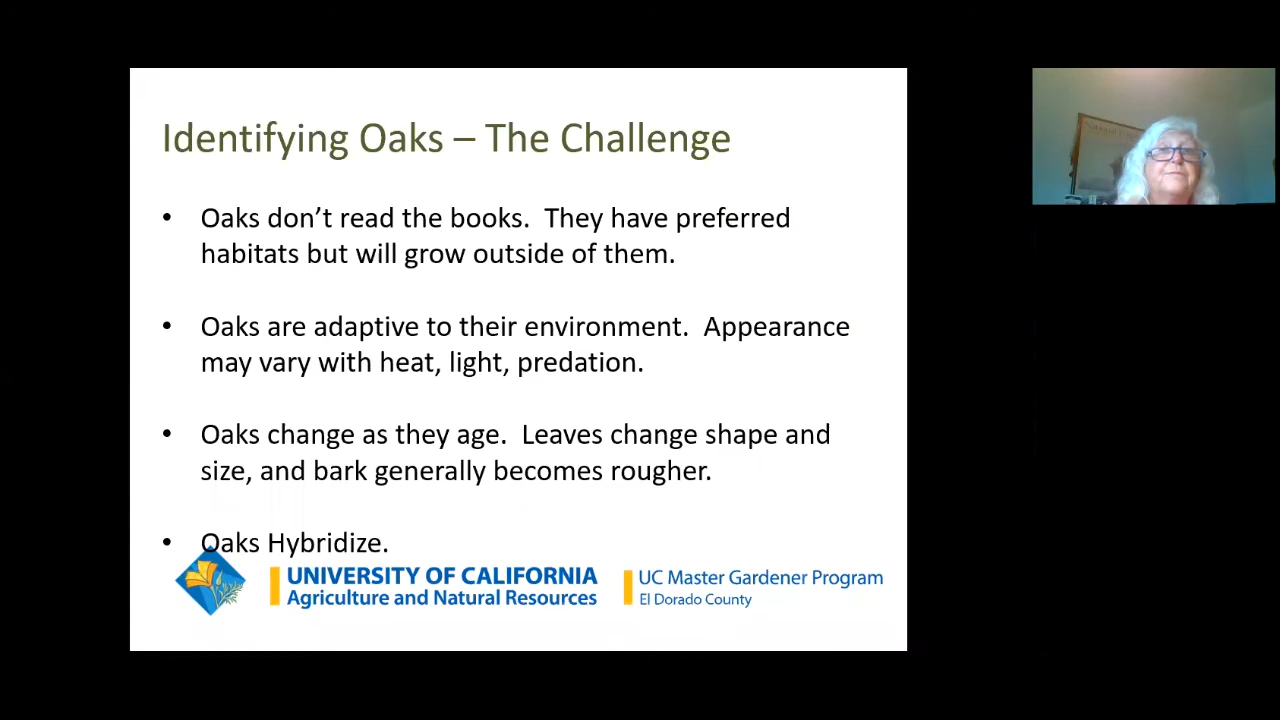 Identifying Oaks – The Challenge
• Oaks don’t read the books.  They have preferred
habitats but will grow outside of them.
• Oaks are adaptive to their environment.  Appearance
may vary with heat, light, predation.
• Oaks change as they age.  Leaves change shape and
size, and bark generally becomes rougher.
• Oaks Hybridize.
UNIVERSITY OF CALIFORNIA
Agriculture and Natural Resources
UC Master Gardener Program
El Dorado County